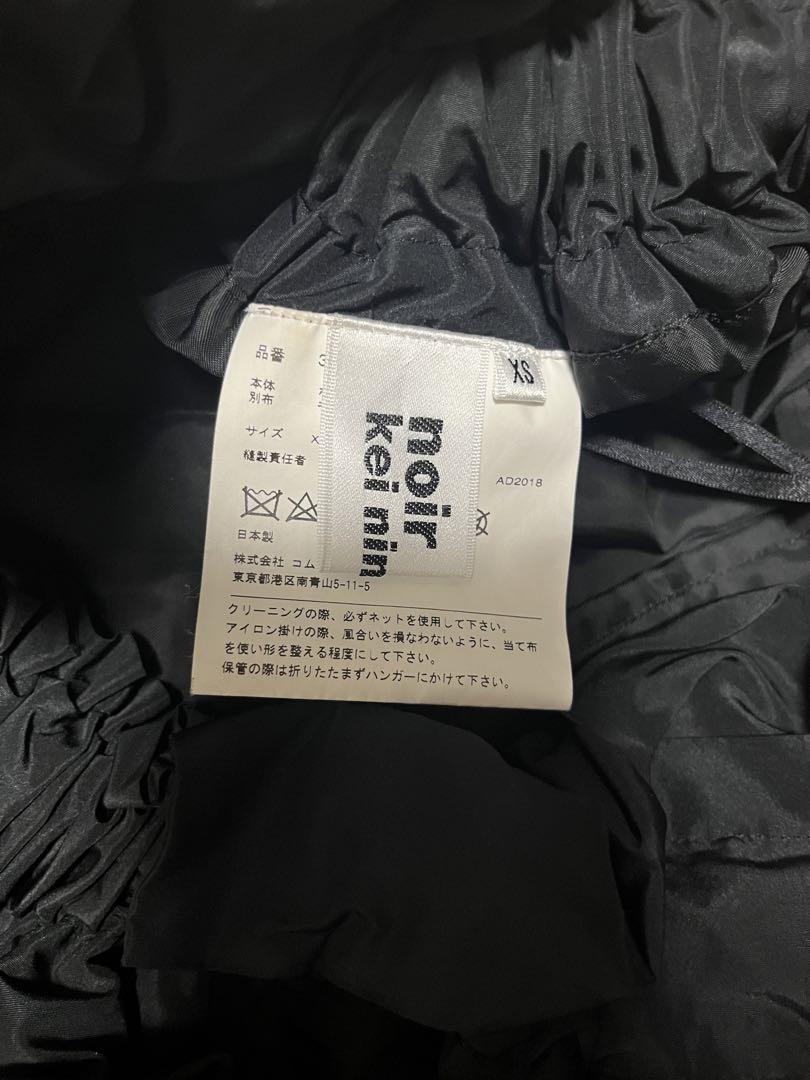 品番
本体
別布
サイズ X
縫製責任者
日本製
株式会社 コム
東京都港区南青山5-11-5
クリーニングの際、必ずネットを使用して下さい。
アイロン掛けの際、風合いを損なわないように、当て布
を使い形を整える程度にして下さい。
保管の際は折りたたまずハンガーにかけて下さい。
noir
kei nin
XS
AD2018